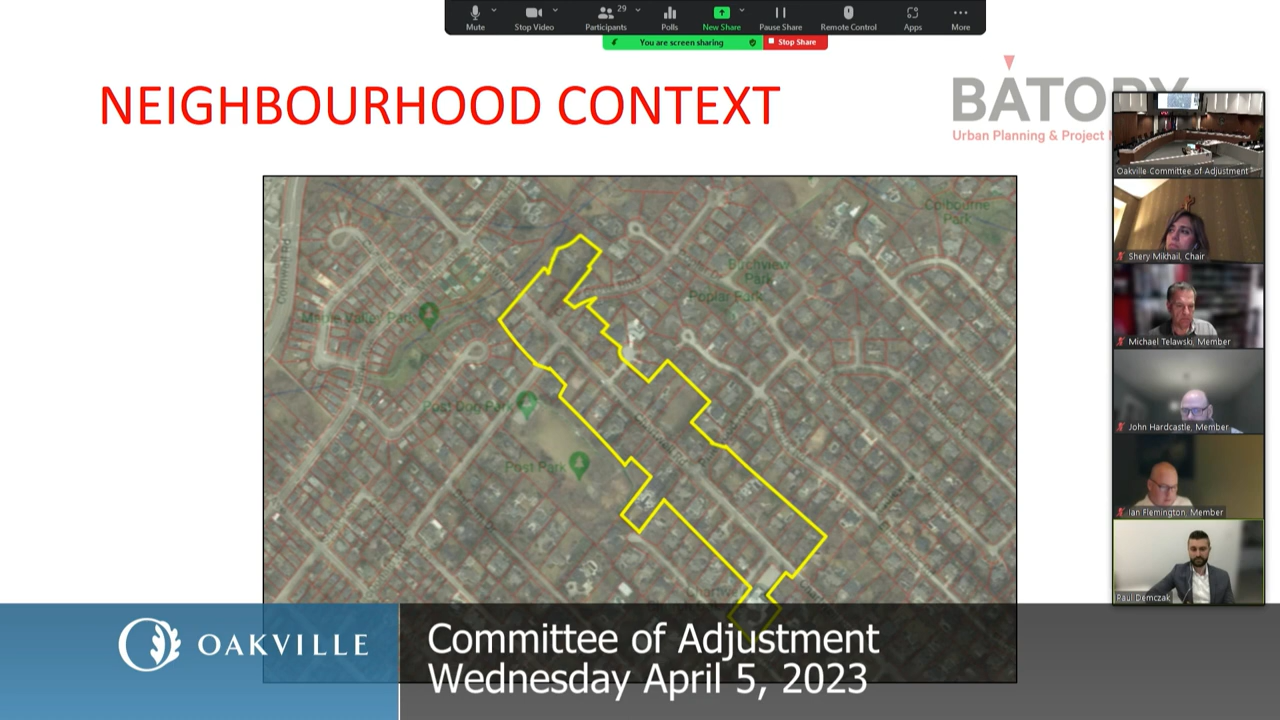 Mute
Stop Video
29
Participants
Polls
New Share
Pause Share
Remote Control
Apps
More
You are screen sharing
Stop Share
NEIGHBOURHOOD CONTEXT
BATORY
Urban Planning & Project
Oakville Committee of Adjustment
Shery Mikhail, Chair
Michael Telawski, Member
John Hardcastle, Member
Ian Flemington, Member
Paul Demczak
Cornwall Rd
Colbourne
Park
Birchview
Park
Poplar Park
Maple Valley Park
Post Dog Park
Post Park
OAKVILLE
Committee of Adjustment
Wednesday April 5, 2023